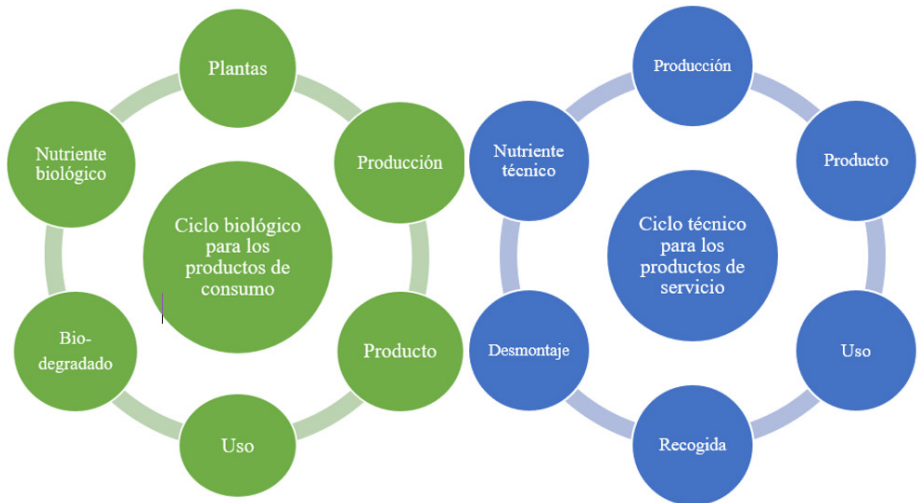 Plantas
Producción
Producto
Uso
Bio-
degradado
Nutriente
biológico
Ciclo biológico
para los
productos de
consumo
Producción
Producto
Uso
Recogida
Desmontaje
Nutriente
técnico
Ciclo técnico
para los
productos de
servicio